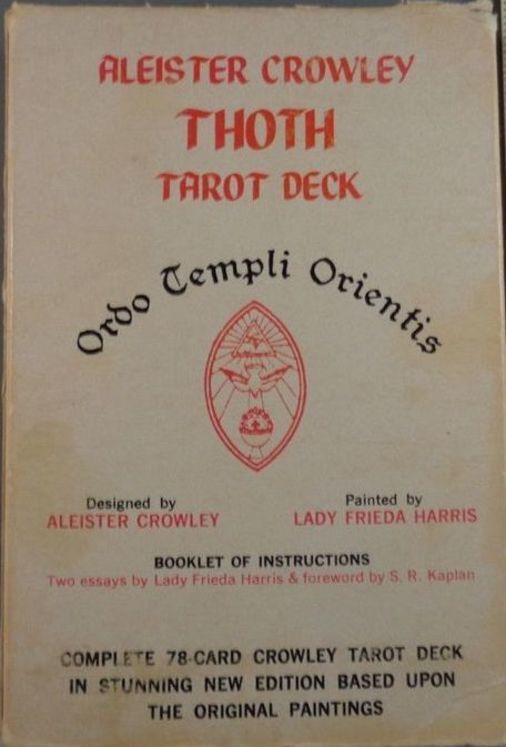 ALEISTER CROWLEY
THOTH
TAROT DECK
Ordo Templi Orientis
Designed by
ALEISTER CROWLEY
Painted by
LADY FRIEDA HARRIS
BOOKLET OF INSTRUCTIONS
Two essays by Lady Frieda Harris & foreword by S. R. Kaplan
COMPLETE 78-CARD CROWLEY TAROT DECK
IN STUNNING NEW EDITION BASED UPON
THE ORIGINAL PAINTINGS